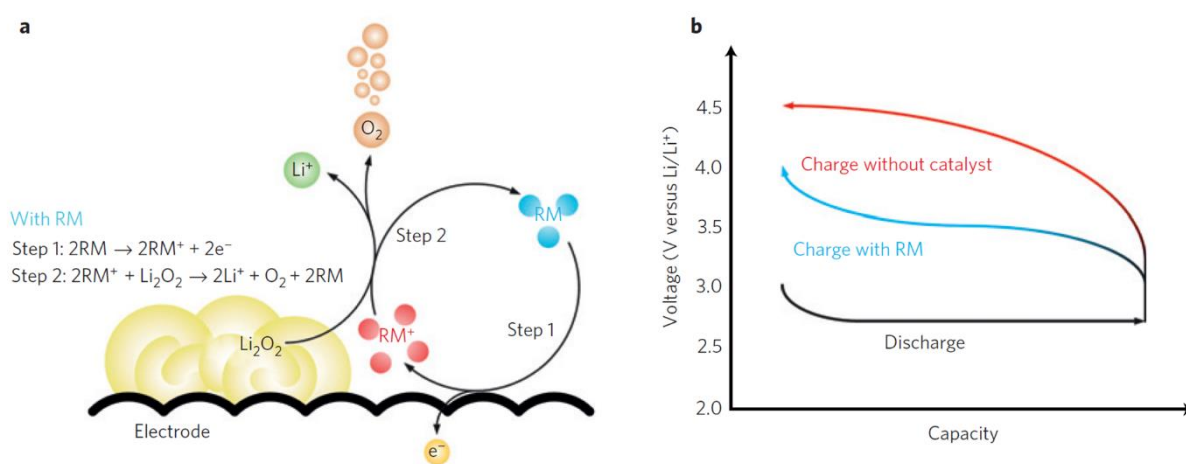 a
O₂
Li⁺
With RM
Step 1: 2RM → 2RM⁺ + 2e⁻
Step 2: 2RM⁺ + Li₂O₂ → 2Li⁺ + O₂ + 2RM
Step 2
RM
Li₂O₂
RM⁺
Step 1
Electrode
e⁻
b
Voltage (V versus Li/Li⁺)
4.5
4.0
3.5
3.0
2.5
2.0
Charge without catalyst
Charge with RM
Discharge
Capacity